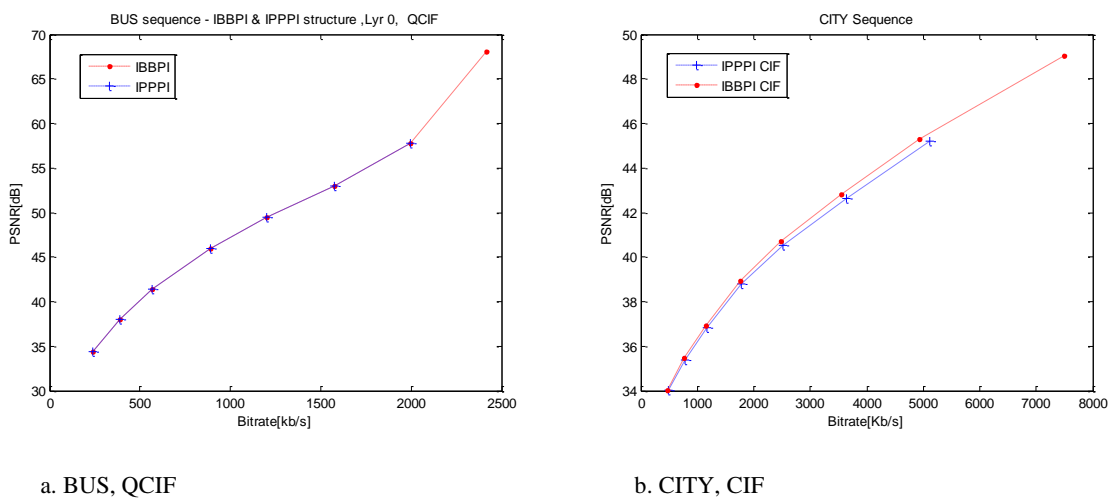 BUS sequence - IBBPI & IPPPI structure ,Lyr 0, QCIF
70
65
60
55
50
45
40
35
30
PSNR[dB]
IBBPI
IPPPI
0 500 1000 1500 2000 2500
Bitrate[kb/s]
a. BUS, QCIF
CITY Sequence
50
48
46
44
42
40
38
36
34
PSNR[dB]
IPPPI CIF
IBBPI CIF
0 1000 2000 3000 4000 5000 6000 7000 8000
Bitrate[Kb/s]
b. CITY, CIF